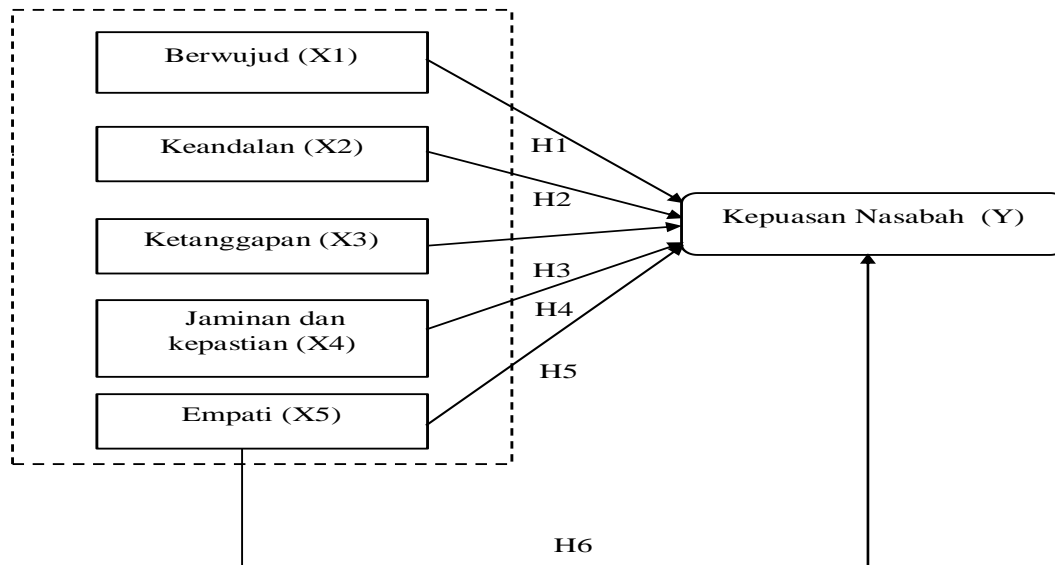 Berwujud (X1)
Keandalan (X2)
Ketanggapan (X3)
Jaminan dan
kepastian (X4)
Empati (X5)
H1
H2
H3
H4
H5
Kepuasan Nasabah (Y)
H6